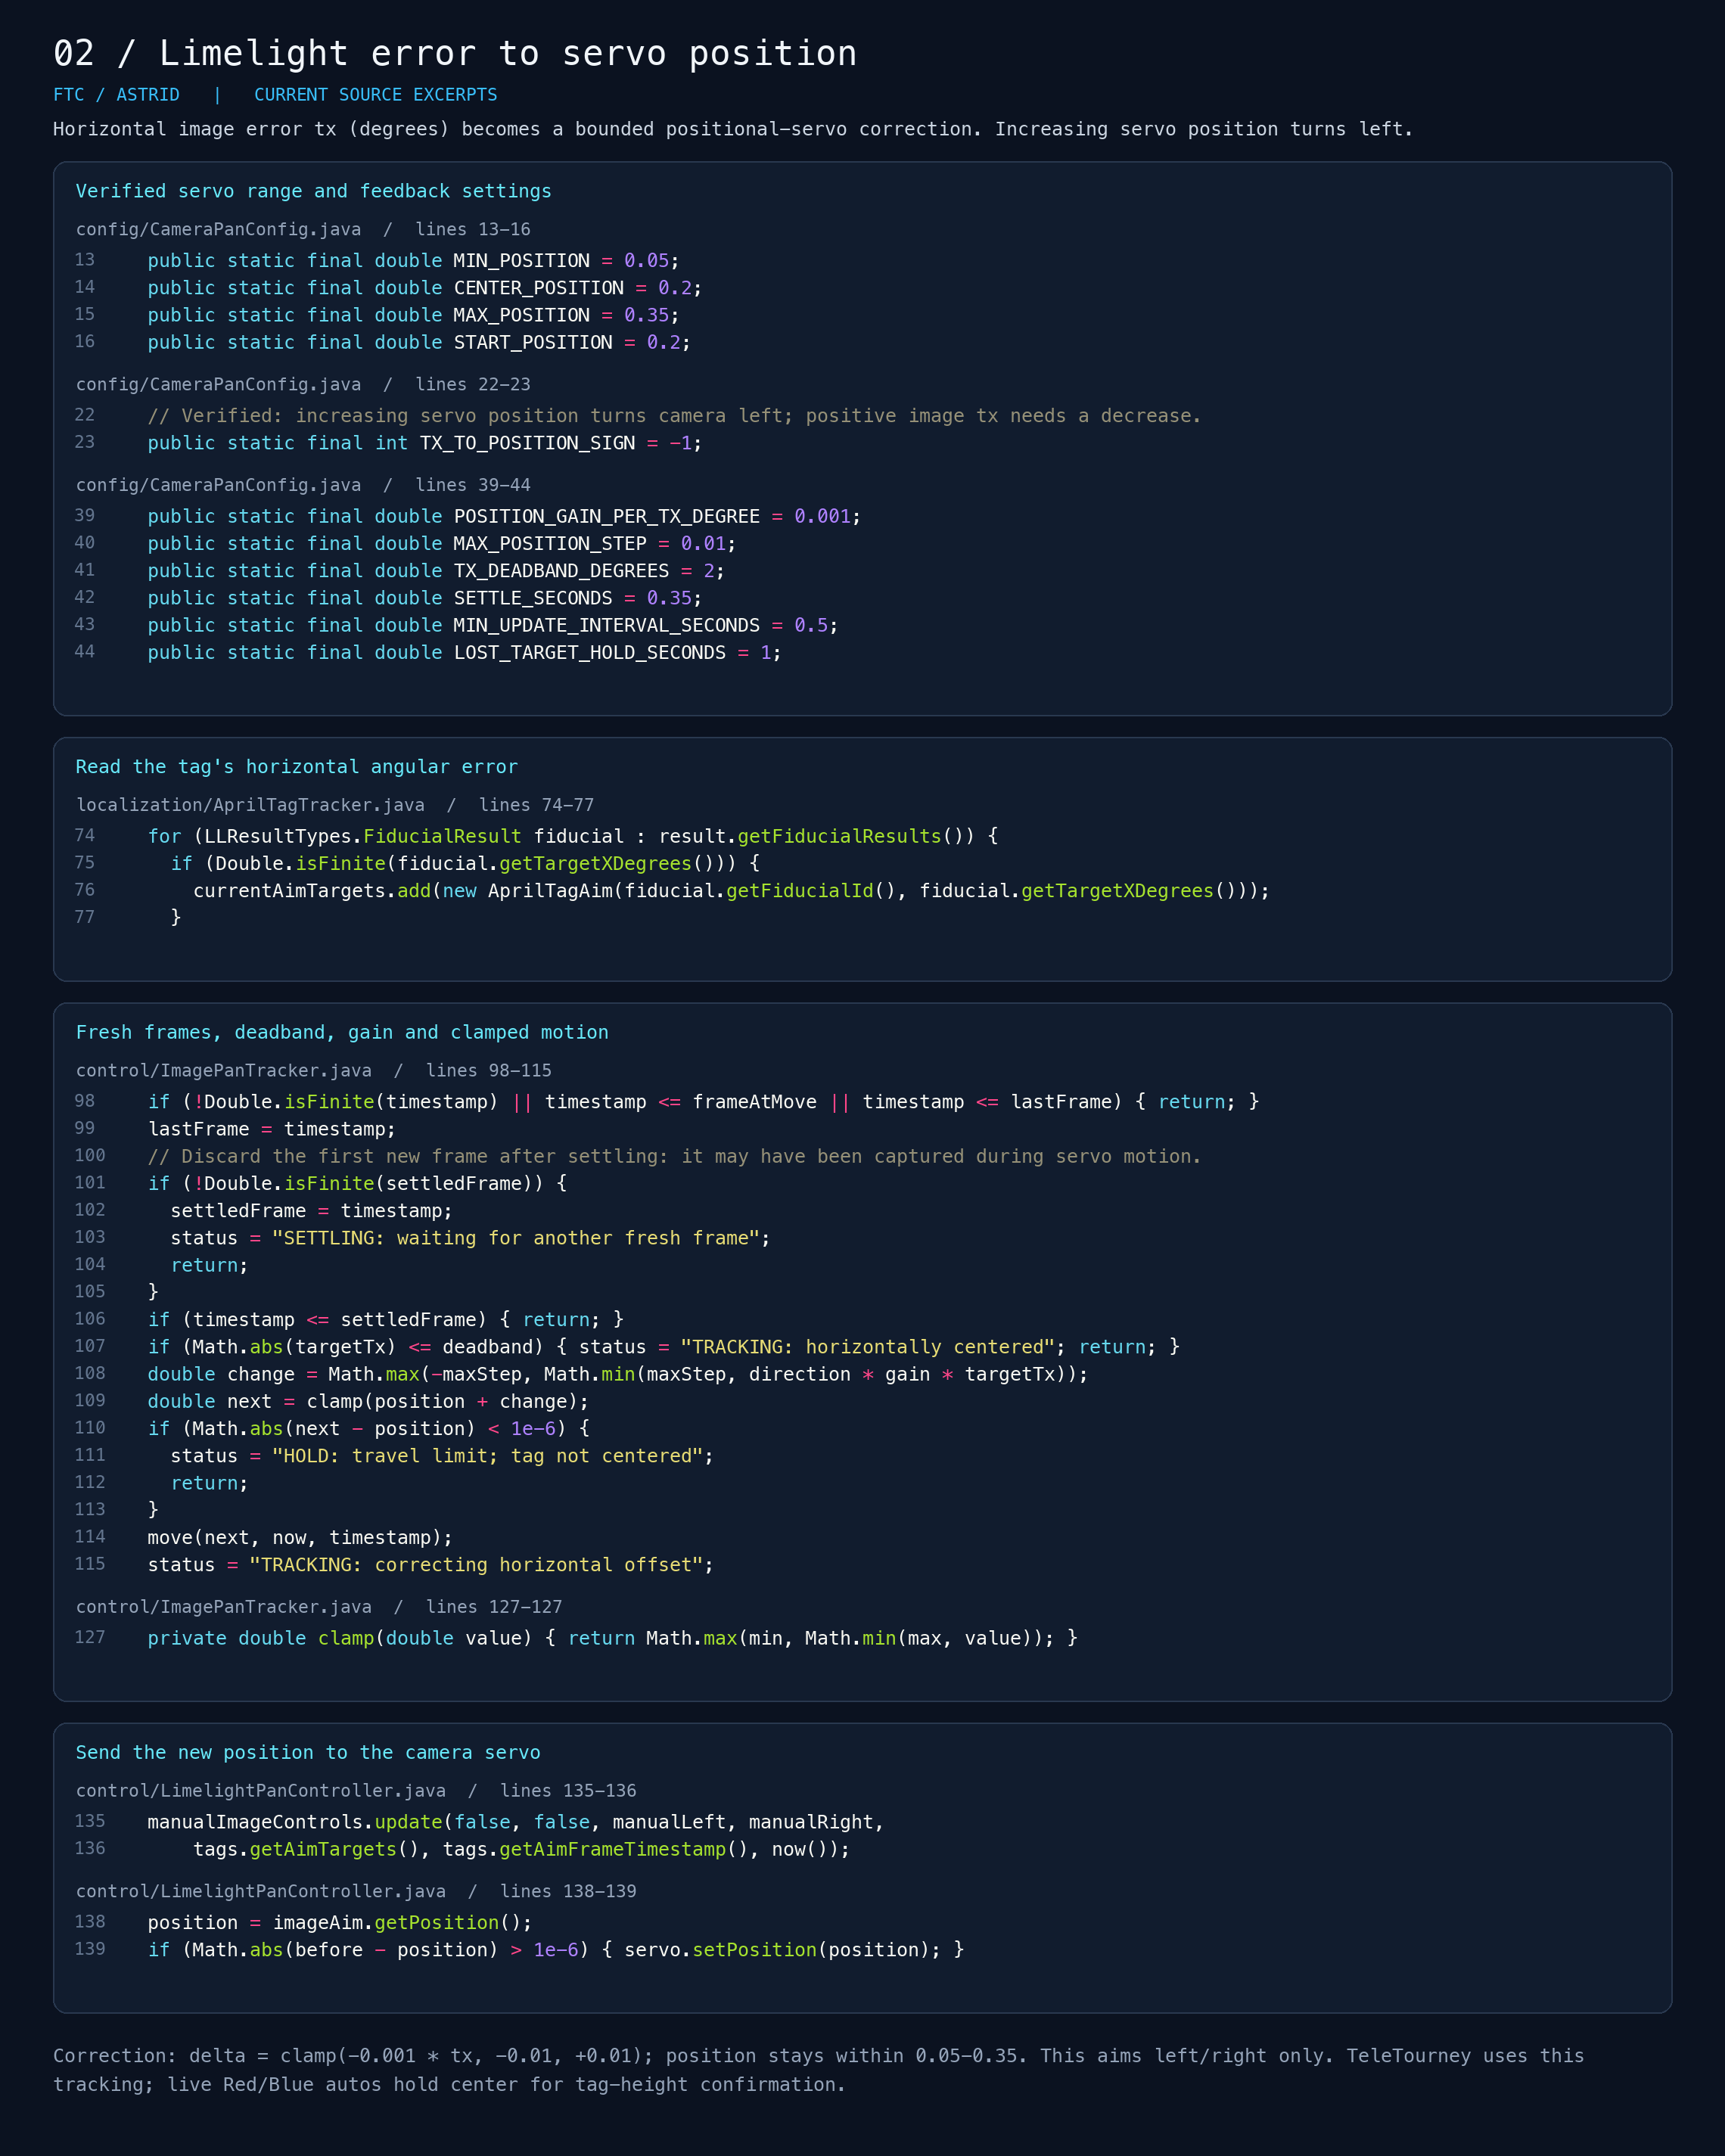 02 / Limelight error to servo position
FTC / ASTRID   |   CURRENT SOURCE EXCERPTS
Horizontal image error tx (degrees) becomes a bounded positional-servo correction. Increasing servo position turns left.
Verified servo range and feedback settings
config/CameraPanConfig.java  /  lines 13-16
13    public static final double MIN_POSITION = 0.05;
14    public static final double CENTER_POSITION = 0.2;
15    public static final double MAX_POSITION = 0.35;
16    public static final double START_POSITION = 0.2;
config/CameraPanConfig.java  /  lines 22-23
22    // Verified: increasing servo position turns camera left; positive image tx needs a decrease.
23    public static final int TX_TO_POSITION_SIGN = -1;
config/CameraPanConfig.java  /  lines 39-44
39    public static final double POSITION_GAIN_PER_TX_DEGREE = 0.001;
40    public static final double MAX_POSITION_STEP = 0.01;
41    public static final double TX_DEADBAND_DEGREES = 2;
42    public static final double SETTLE_SECONDS = 0.35;
43    public static final double MIN_UPDATE_INTERVAL_SECONDS = 0.5;
44    public static final double LOST_TARGET_HOLD_SECONDS = 1;
Read the tag's horizontal angular error
localization/AprilTagTracker.java  /  lines 74-77
74    for (LLResultTypes.FiducialResult fiducial : result.getFiducialResults()) {
75      if (Double.isFinite(fiducial.getTargetXDegrees())) {
76        currentAimTargets.add(new AprilTagAim(fiducial.getFiducialId(), fiducial.getTargetXDegrees()));
77      }
Fresh frames, deadband, gain and clamped motion
control/ImagePanTracker.java  /  lines 98-115
98    if (!Double.isFinite(timestamp) || timestamp <= frameAtMove || timestamp <= lastFrame) { return; }
99    lastFrame = timestamp;
100    // Discard the first new frame after settling: it may have been captured during servo motion.
101    if (!Double.isFinite(settledFrame)) {
102      settledFrame = timestamp;
103      status = "SETTLING: waiting for another fresh frame";
104      return;
105    }
106    if (timestamp <= settledFrame) { return; }
107    if (Math.abs(targetTx) <= deadband) { status = "TRACKING: horizontally centered"; return; }
108    double change = Math.max(-maxStep, Math.min(maxStep, direction * gain * targetTx));
109    double next = clamp(position + change);
110    if (Math.abs(next - position) < 1e-6) {
111      status = "HOLD: travel limit; tag not centered";
112      return;
113    }
114    move(next, now, timestamp);
115    status = "TRACKING: correcting horizontal offset";
control/ImagePanTracker.java  /  lines 127-127
127    private double clamp(double value) { return Math.max(min, Math.min(max, value)); }
Send the new position to the camera servo
control/LimelightPanController.java  /  lines 135-136
135    manualImageControls.update(false, false, manualLeft, manualRight,
136        tags.getAimTargets(), tags.getAimFrameTimestamp(), now());
control/LimelightPanController.java  /  lines 138-139
138    position = imageAim.getPosition();
139    if (Math.abs(before - position) > 1e-6) { servo.setPosition(position); }
Correction: delta = clamp(-0.001 * tx, -0.01, +0.01); position stays within 0.05-0.35. This aims left/right only. TeleTourney uses this
tracking; live Red/Blue autos hold center for tag-height confirmation.